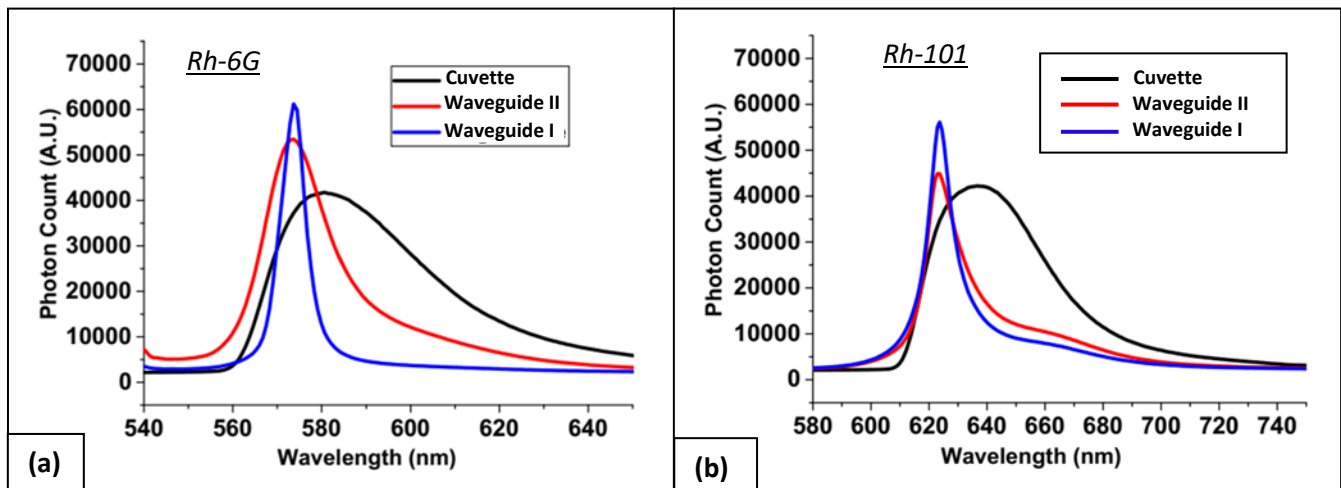 Rh-6G
Cuvette
Waveguide II
Waveguide I
Photon Count (A.U.)
70000
60000
50000
40000
30000
20000
10000
0
540 560 580 600 620 640
Wavelength (nm)
(a)
Rh-101
Cuvette
Waveguide II
Waveguide I
Photon Count (A.U.)
70000
60000
50000
40000
30000
20000
10000
0
580 600 620 640 660 680 700 720 740
Wavelength (nm)
(b)